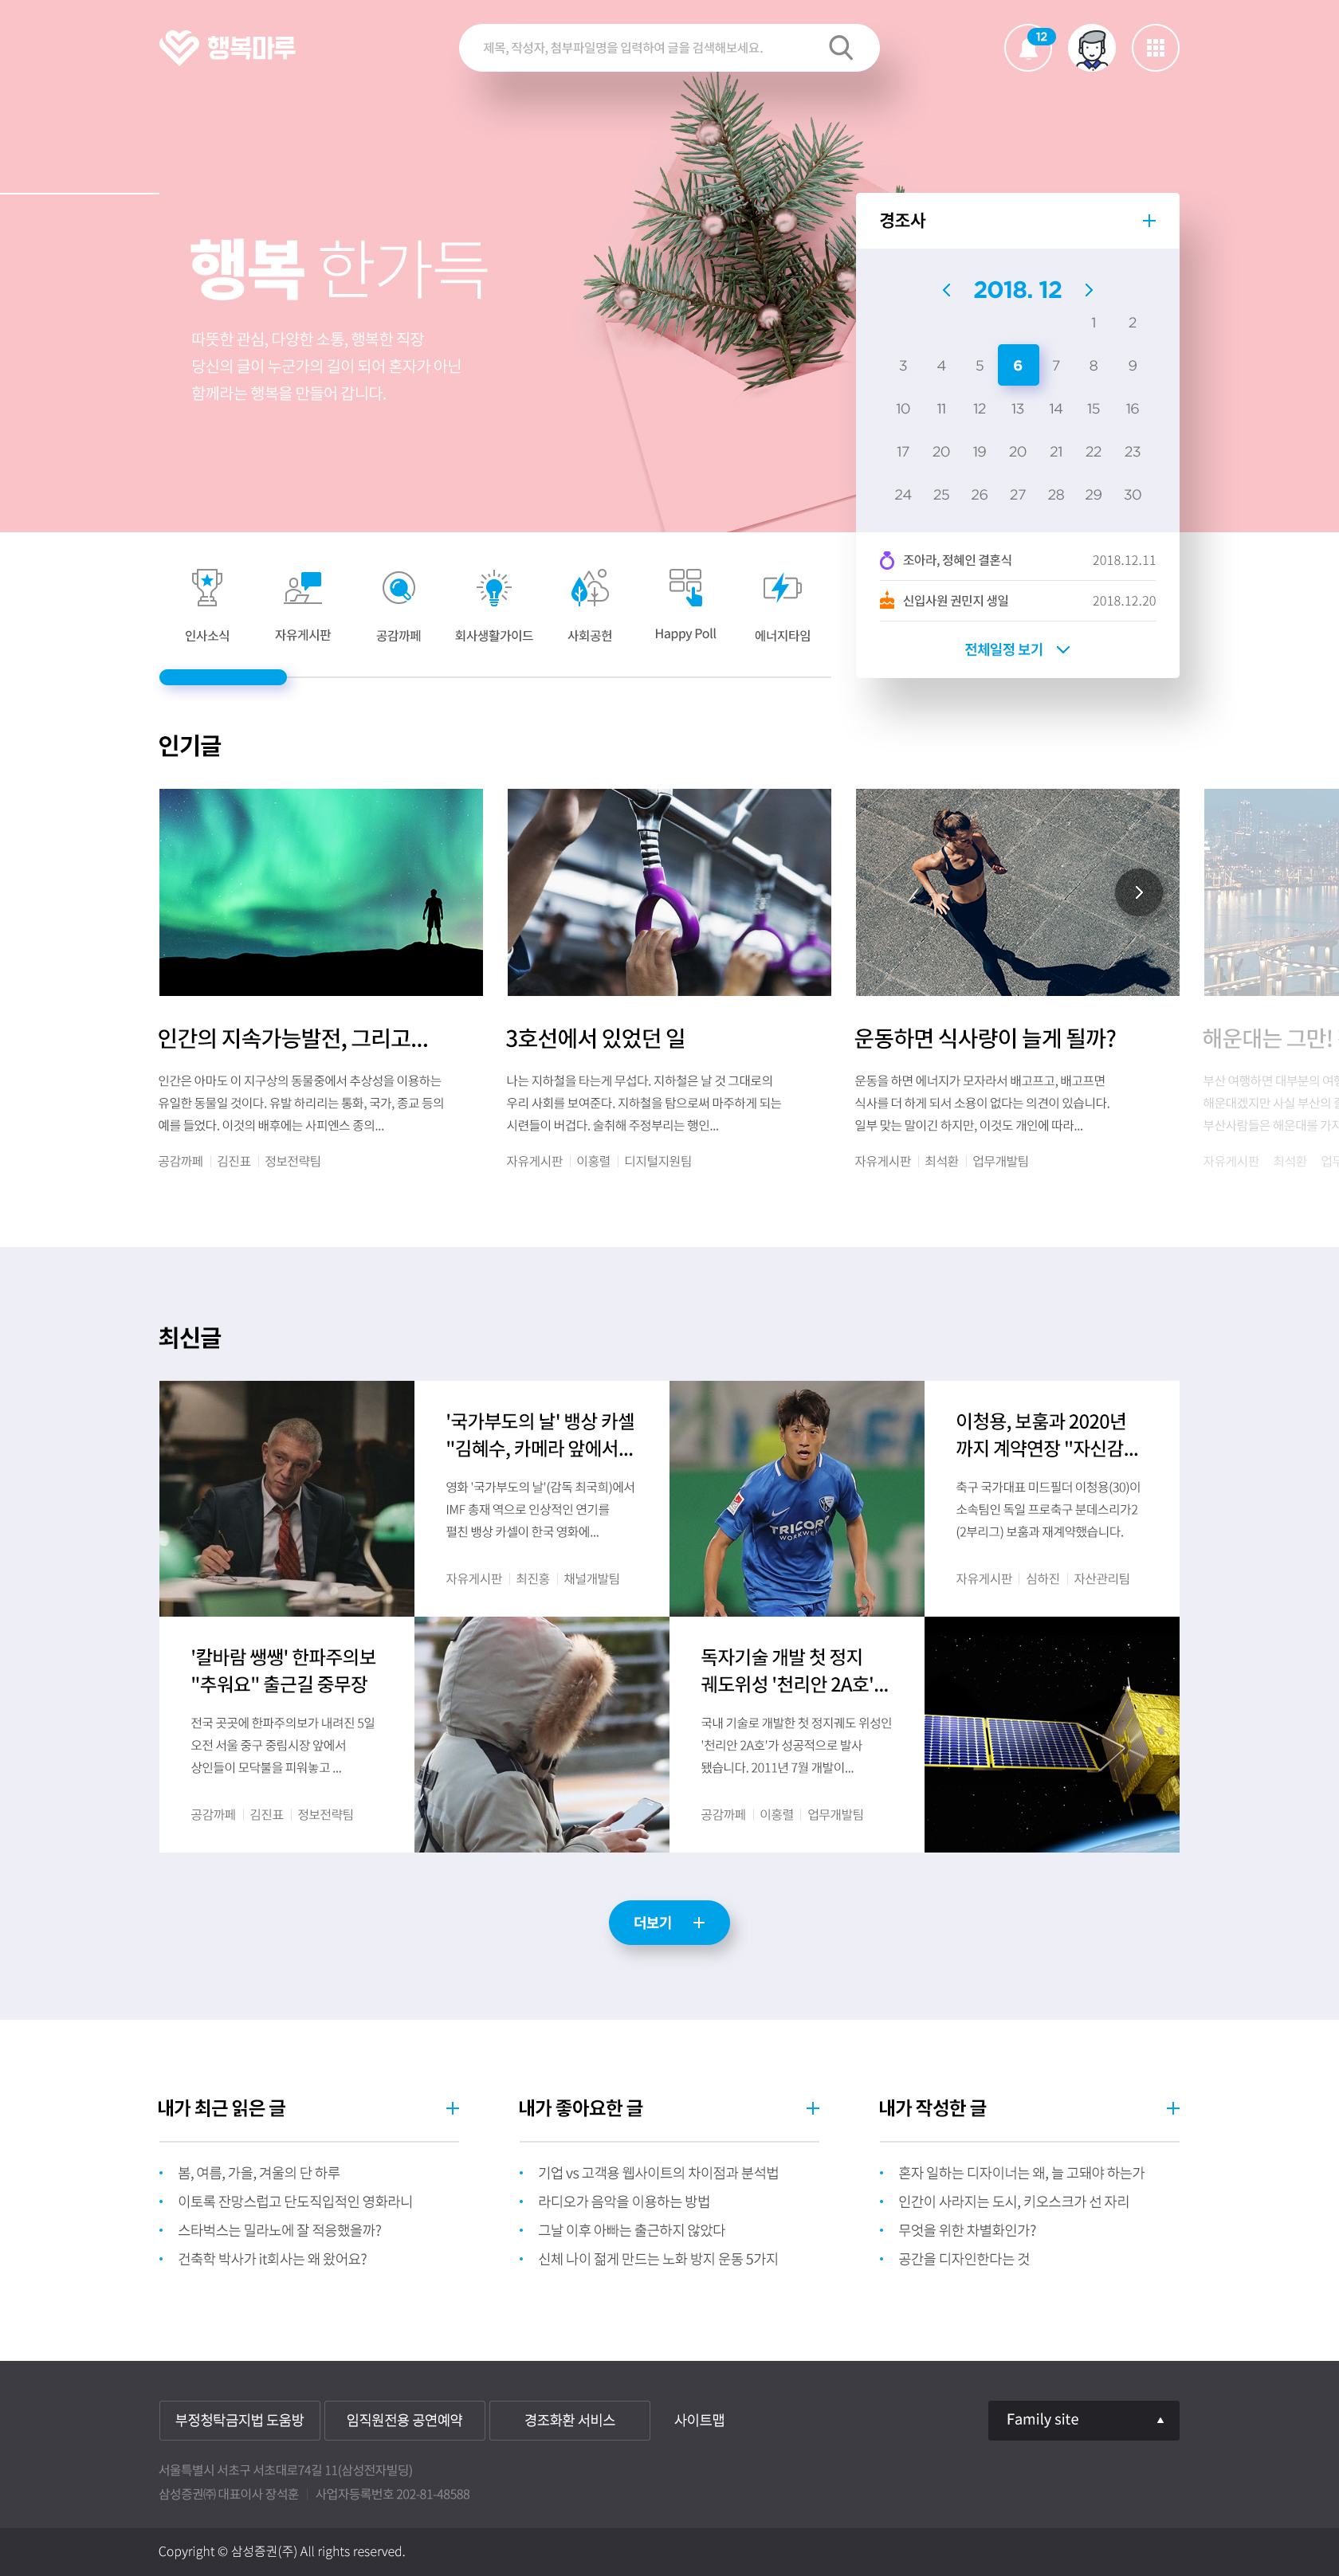 행복마루
제목, 작성자, 첨부파일명을 입력하여 글을 검색해보세요.
12
행복 한가득
따뜻한 관심, 다양한 소통, 행복한 직장
당신의 글이 누군가의 길이 되어 혼자가 아닌
함께라는 행복을 만들어 갑니다.
경조사
2018. 12
1 2
3 4 5 6 7 8 9
10 11 12 13 14 15 16
17 20 19 20 21 22 23
24 25 26 27 28 29 30
조아라, 정혜인 결혼식 2018.12.11
신입사원 권민지 생일 2018.12.20
전체일정 보기
인사소식
자유게시판
공감까페
회사생활가이드
사회공헌
Happy Poll
에너지타임
인기글
인간의 지속가능발전, 그리고...
인간은 아마도 이 지구상의 동물중에서 추상성을 이용하는
유일한 동물일 것이다. 유발 하리리는 통화, 국가, 종교 등의
예를 들었다. 이것의 배후에는 사피엔스 종의...
공감까페 김진표 정보전략팀
3호선에서 있었던 일
나는 지하철을 타는게 무섭다. 지하철은 날 것 그대로의
우리 사회를 보여준다. 지하철을 탐으로써 마주하게 되는
시련들이 버겁다. 술취해 주정부리는 행인...
자유게시판 이홍렬 디지털지원팀
운동하면 식사량이 늘게 될까?
운동을 하면 에너지가 모자라서 배고프고, 배고프면
식사를 더 하게 되서 소용이 없다는 의견이 있습니다.
일부 맞는 말이긴 하지만, 이것도 개인에 따라...
자유게시판 최석환 업무개발팀
해운대는 그만!
부산 여행하면 대부분의
해운대겠지만 사실 부산의
부산사람들은 해운대를
자유게시판 최석환
최신글
'국가부도의 날' 뱅상 카셀
"김혜수, 카메라 앞에서...
영화 '국가부도의 날'(감독 최국희)에서
IMF 총재 역으로 인상적인 연기를
펼친 뱅상 카셀이 한국 영화에...
자유게시판 최진홍 채널개발팀
TRICORP
WORKWEAR
이청용, 보훔과 2020년
까지 계약연장 "자신감...
축구 국가대표 미드필더 이청용(30)이
소속팀인 독일 프로축구 분데스리가2
(2부리그) 보훔과 재계약했습니다.
자유게시판 심하진 자산관리팀
'칼바람 쌩쌩' 한파주의보
"추워요" 출근길 중무장
전국 곳곳에 한파주의보가 내려진 5일
오전 서울 중구 중림시장 앞에서
상인들이 모닥불을 피워놓고 ...
공감까페 김진표 정보전략팀
독자기술 개발 첫 정지
궤도위성 '천리안 2A호'...
국내 기술로 개발한 첫 정지궤도 위성인
'천리안 2A호'가 성공적으로 발사
됐습니다. 2011년 7월 개발이...
공감까페 이홍렬 업무개발팀
더보기
내가 최근 읽은 글
봄, 여름, 가을, 겨울의 단 하루
이토록 잔망스럽고 단도직입적인 영화라니
스타벅스는 밀라노에 잘 적응했을까?
건축학 박사가 it회사는 왜 왔어요?
내가 좋아요한 글
기업 vs 고객용 웹사이트의 차이점과 분석법
라디오가 음악을 이용하는 방법
그날 이후 아빠는 출근하지 않았다
신체 나이 젊게 만드는 노화 방지 운동 5가지
내가 작성한 글
혼자 일하는 디자이너는 왜, 늘 고돼야 하는가
인간이 사라지는 도시, 키오스크가 선 자리
무엇을 위한 차별화인가?
공간을 디자인한다는 것
부정청탁금지법 도움방
임직원전용 공연예약
경조화환 서비스
사이트맵
Family site
서울특별시 서초구 서초대로74길 11(삼성전자빌딩)
삼성증권㈜ 대표이사 장석훈 사업자등록번호 202-81-48588
Copyright © 삼성증권(주) All rights reserved.